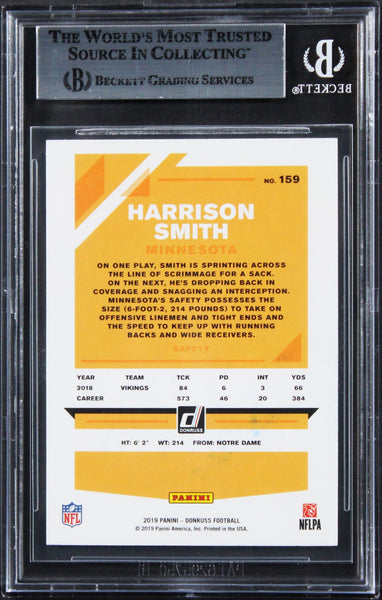 THE WORLD'S MOST TRUSTED
SOURCE IN COLLECTING™
BECKETT GRADING SERVICES
BECKETT
NO. 159
HARRISON
SMITH
MINNESOTA
ON ONE PLAY, SMITH IS SPRINTING ACROSS
THE LINE OF SCRIMMAGE FOR A SACK.
ON THE NEXT, HE'S DROPPING BACK IN
COVERAGE AND SNAGGING AN INTERCEPTION.
MINNESOTA'S SAFETY POSSESSES THE
SIZE (6-FOOT-2, 214 POUNDS) TO TAKE ON
OFFENSIVE LINEMEN AND TIGHT ENDS AND
THE SPEED TO KEEP UP WITH RUNNING
BACKS AND WIDE RECEIVERS.
SAFETY
YEAR TEAM TCK PD INT YDS
2018 VIKINGS 84 6 3 66
CAREER 573 46 20 384
DONRUSS
HT: 6' 2" WT: 214 FROM: NOTRE DAME
NFL
PANINI
NFLPA
2019 PANINI – DONRUSS FOOTBALL
© 2019 Panini America, Inc. Printed in the USA.